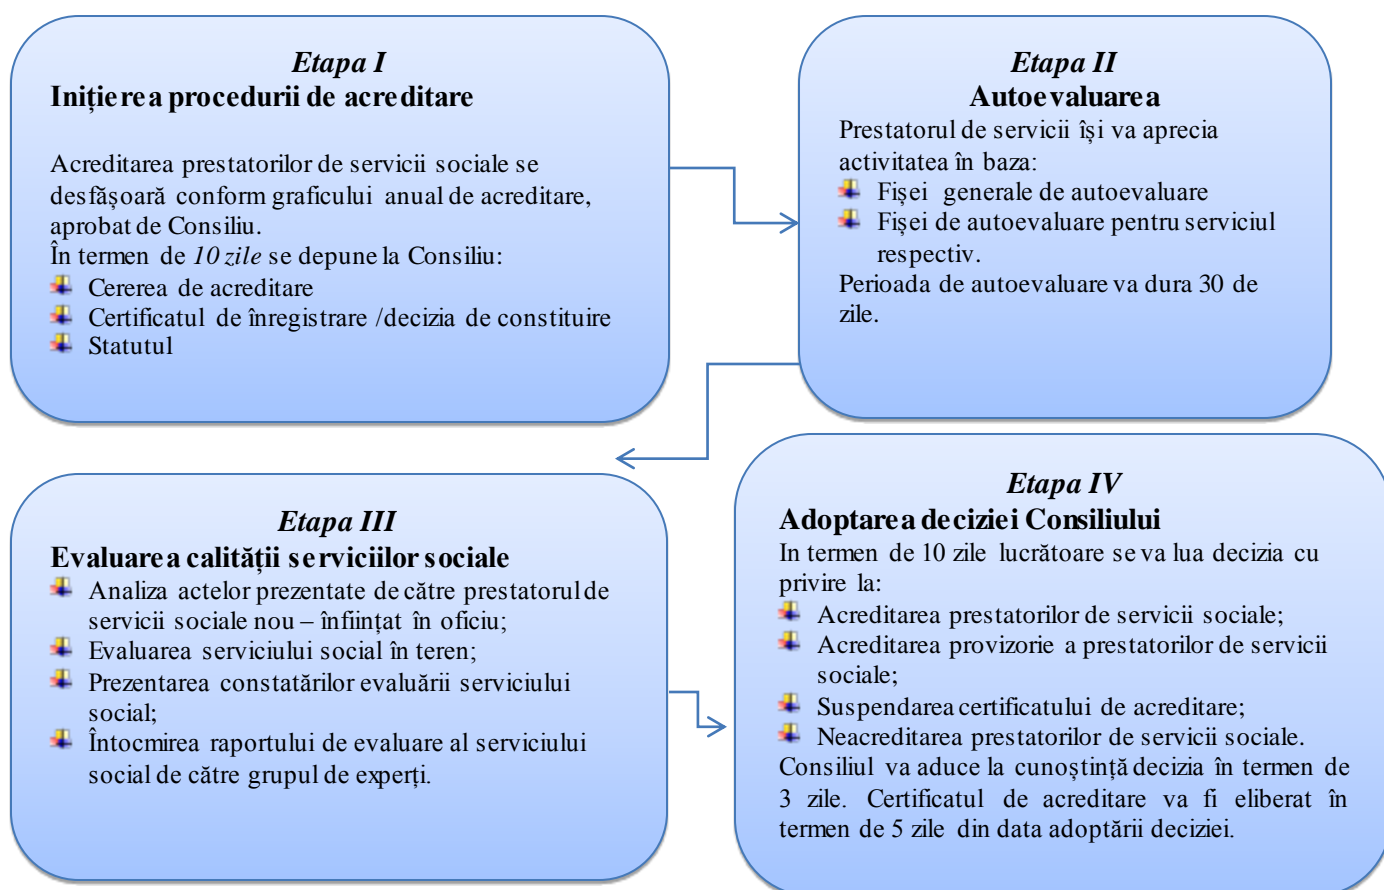 Etapa I
Inițierea procedurii de acreditare
Acreditarea prestatorilor de servicii sociale se
desfășoară conform graficului anual de acreditare,
aprobat de Consiliu.
În termen de 10 zile se depune la Consiliu:
Cererea de acreditare
Certificatul de înregistrare /decizia de constituire
Statutul
Etapa II
Autoevaluarea
Prestatorul de servicii își va aprecia
activitatea în baza:
Fișei generale de autoevaluare
Fișei de autoevaluare pentru serviciul
respectiv.
Perioada de autoevaluare va dura 30 de
zile.
Etapa III
Evaluarea calității serviciilor sociale
Analiza actelor prezentate de către prestatorul de
servicii sociale nou – înființat în oficiu;
Evaluarea serviciului social în teren;
Prezentarea constatărilor evaluării serviciului
social;
Întocmirea raportului de evaluare al serviciului
social de către grupul de experți.
Etapa IV
Adoptarea deciziei Consiliului
In termen de 10 zile lucrătoare se va lua decizia cu
privire la:
Acreditarea prestatorilor de servicii sociale;
Acreditarea provizorie a prestatorilor de servicii
sociale;
Suspendarea certificatului de acreditare;
Neacreditarea prestatorilor de servicii sociale.
Consiliul va aduce la cunoștință decizia în termen de
3 zile. Certificatul de acreditare va fi eliberat în
termen de 5 zile din data adoptării deciziei.